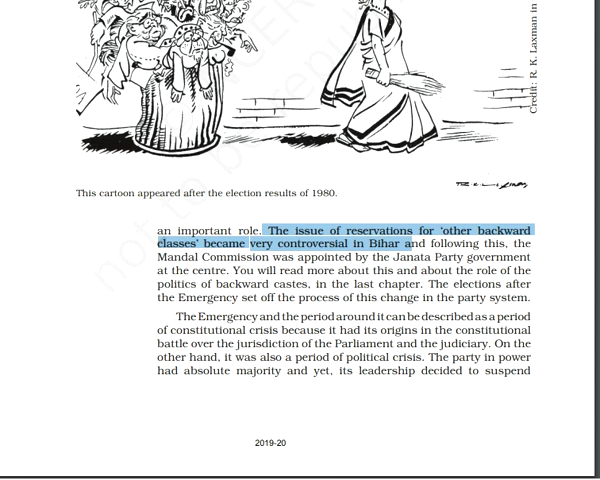 Credit: R. K. Laxman in
This cartoon appeared after the election results of 1980.
an important role. The issue of reservations for ‘other backward
classes’ became very controversial in Bihar and following this, the
Mandal Commission was appointed by the Janata Party government
at the centre. You will read more about this and about the role of the
politics of backward castes, in the last chapter. The elections after
the Emergency set off the process of this change in the party system.
The Emergency and the period around it can be described as a period
of constitutional crisis because it had its origins in the constitutional
battle over the jurisdiction of the Parliament and the judiciary. On the
other hand, it was also a period of political crisis. The party in power
had absolute majority and yet, its leadership decided to suspend
2019-20